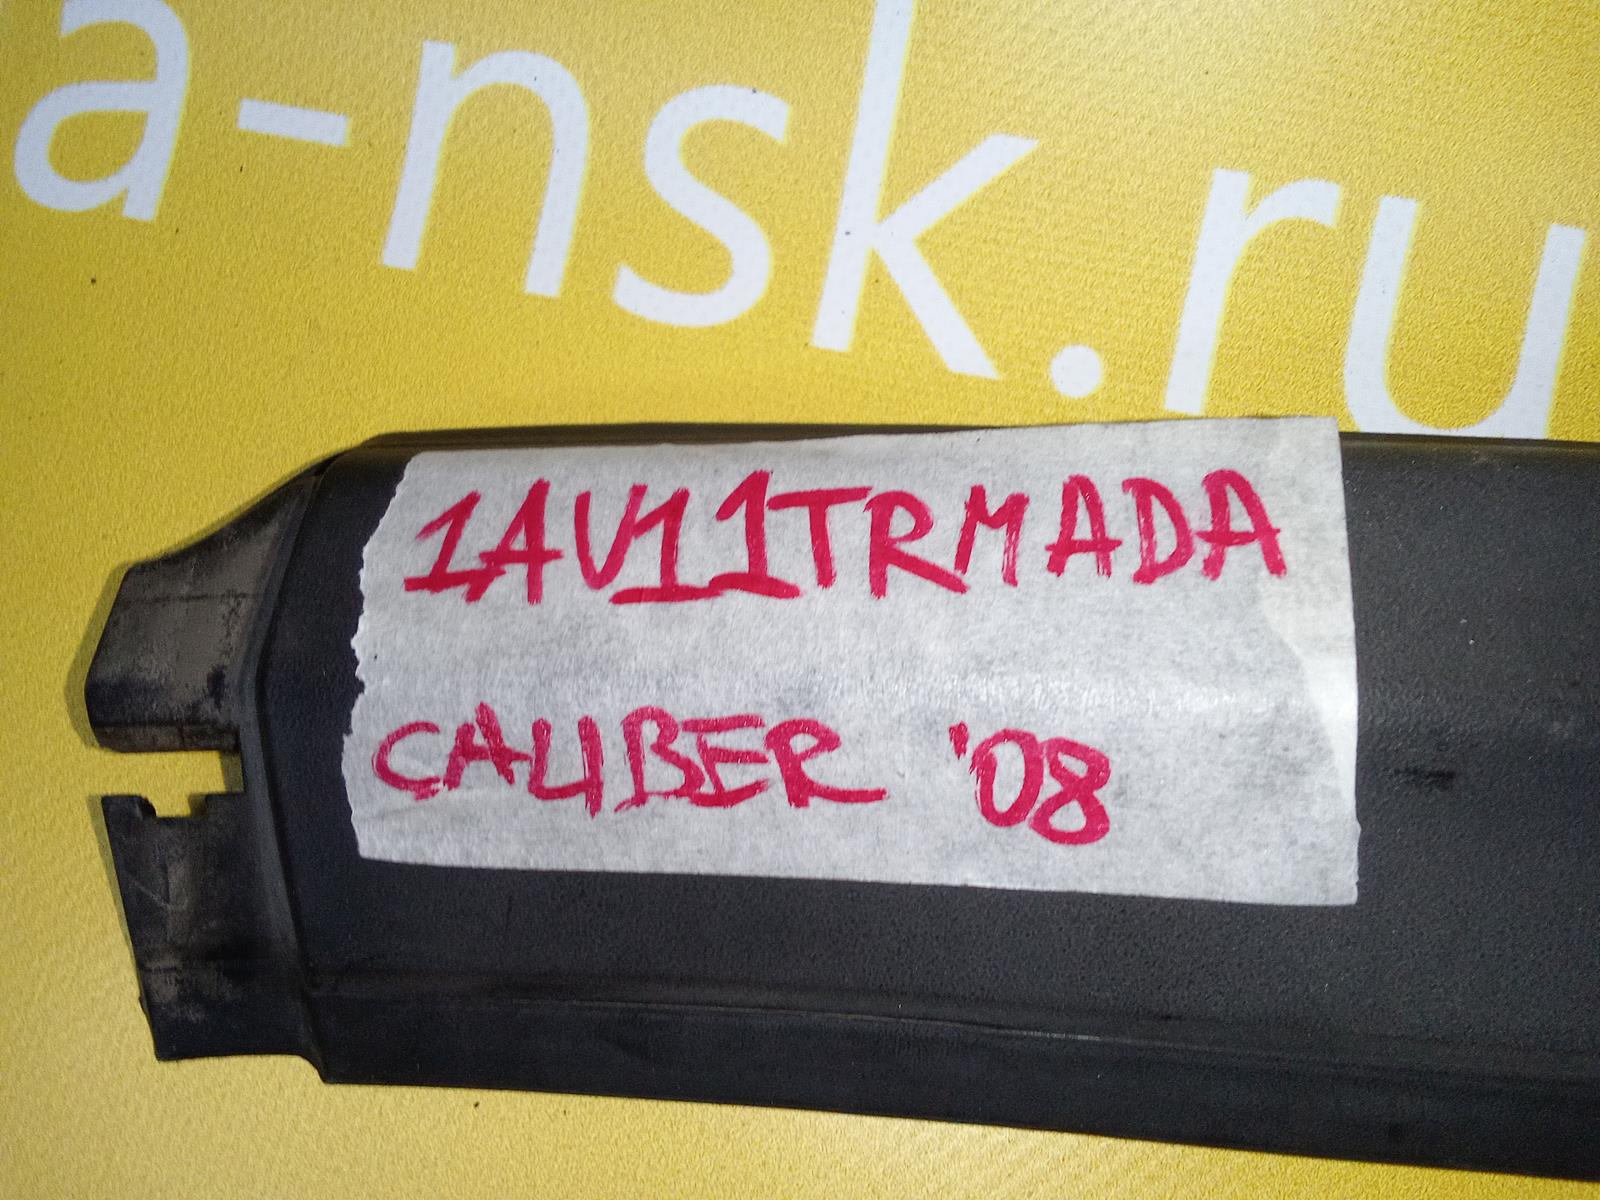 a-nsk.ru
1AV11TRMADA
CALIBER '08